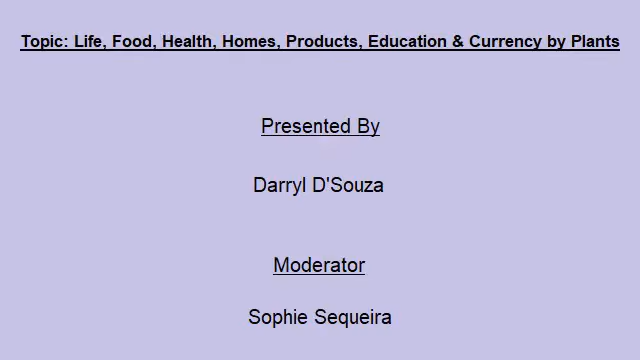 Topic: Life, Food, Health, Homes, Products, Education & Currency by Plants
Presented By
Darryl D'Souza
Moderator
Sophie Sequeira